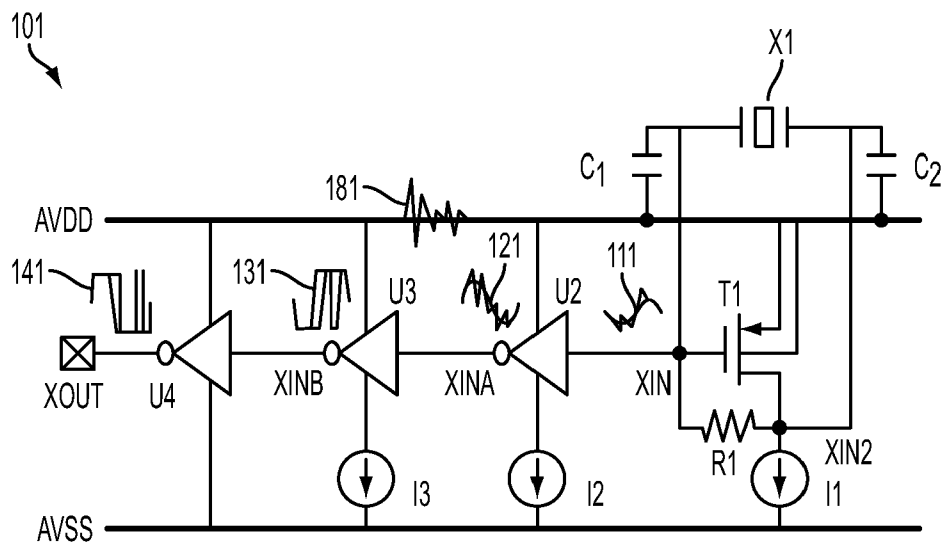 101
X1
C1
C2
181
AVDD
141
131
121
111
U3
U2
T1
XOUT
U4
XINB
XINA
XIN
R1
XIN2
I3
I2
I1
AVSS